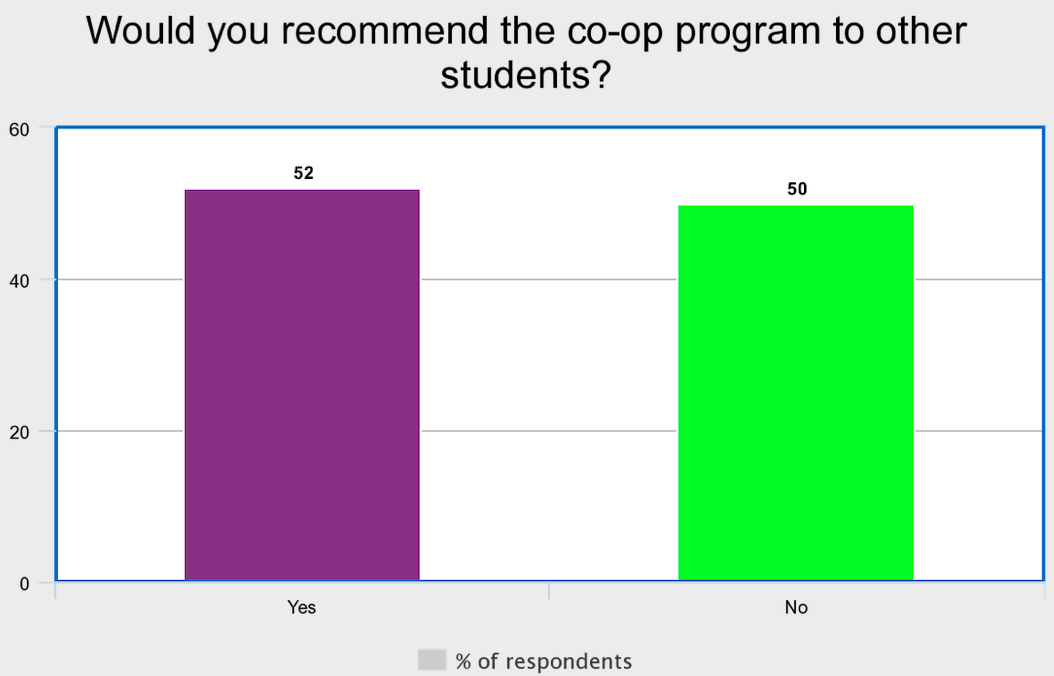 Would you recommend the co-op program to other
students?
60
52
50
40
20
0
Yes
No
% of respondents